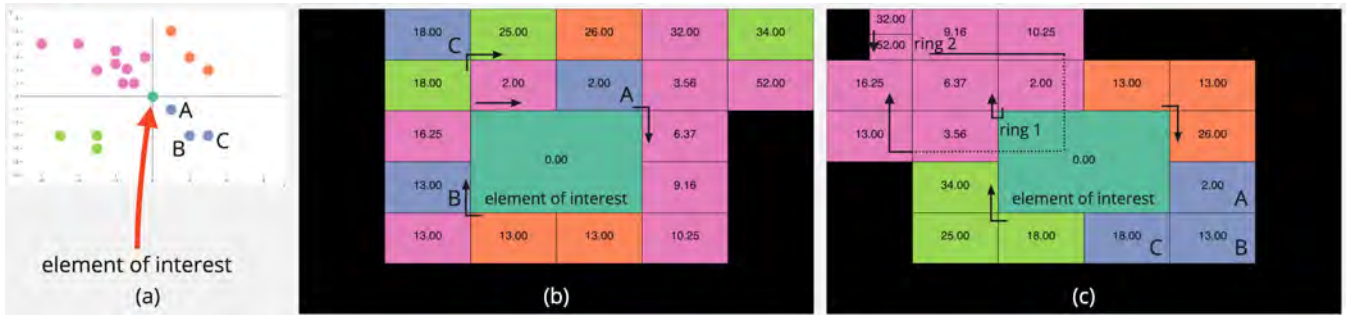 A
B C
element of interest
(a)
18.00 25.00 26.00 32.00 34.00
C
18.00 2.00 2.00 3.56 52.00
A
16.25 0.00 6.37
13.00 element of interest 9.16
B
13.00 13.00 13.00 10.25
(b)
32.00
52.00 ring 2 9.16 10.25
16.25 6.37 2.00 13.00 13.00
13.00 3.56 ring 1 26.00
0.00
34.00 element of interest 2.00 A
25.00 18.00 18.00 C 13.00 B
(c)